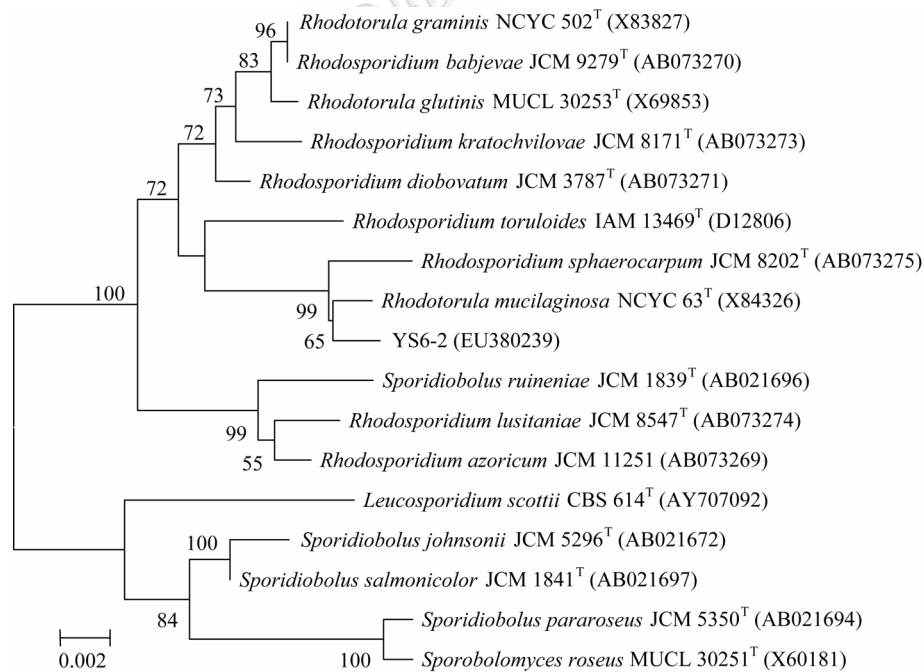 96 Rhodotorula graminis NCYC 502T (X83827)
83 Rhodosporidium babjevae JCM 9279T (AB073270)
73 Rhodotorula glutinis MUCL 30253T (X69853)
72 Rhodosporidium kratochvilovae JCM 8171T (AB073273)
72 Rhodosporidium diobovatum JCM 3787T (AB073271)
Rhodosporidium toruloides IAM 13469T (D12806)
Rhodosporidium sphaerocarpum JCM 8202T (AB073275)
100
99 Rhodotorula mucilaginosa NCYC 63T (X84326)
65 YS6-2 (EU380239)
Sporidiobolus ruineniae JCM 1839T (AB021696)
99 Rhodosporidium lusitaniae JCM 8547T (AB073274)
55 Rhodosporidium azoricum JCM 11251 (AB073269)
Leucosporidium scottii CBS 614T (AY707092)
100 Sporidiobolus johnsonii JCM 5296T (AB021672)
Sporidiobolus salmonicolor JCM 1841T (AB021697)
84 Sporidiobolus pararoseus JCM 5350T (AB021694)
0.002 100 Sporobolomyces roseus MUCL 30251T (X60181)